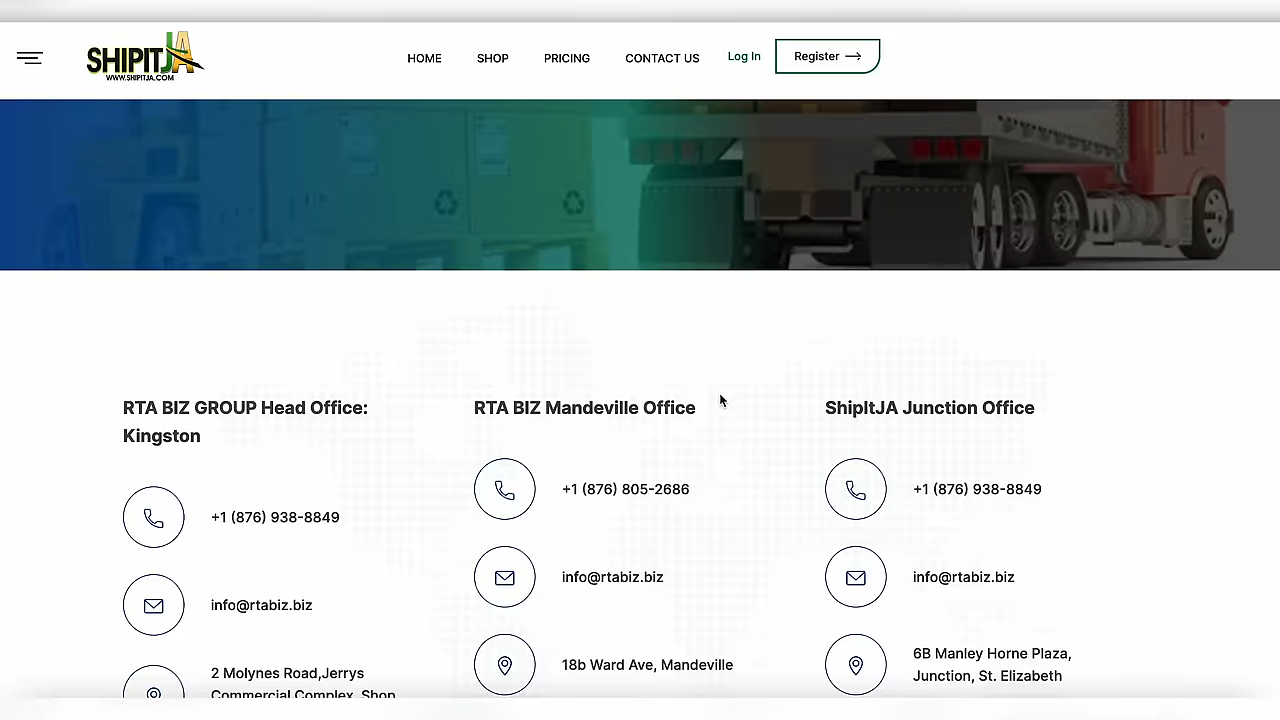 SHIPITJA
WWW.SHIPITJA.COM
HOME
SHOP
PRICING
CONTACT US
Log In
Register
RTA BIZ GROUP Head Office:
Kingston
+1 (876) 938-8849
info@rtabiz.biz
2 Molynes Road,Jerrys
Commercial Complex, Shop
RTA BIZ Mandeville Office
+1 (876) 805-2686
info@rtabiz.biz
18b Ward Ave, Mandeville
ShipItJA Junction Office
+1 (876) 938-8849
info@rtabiz.biz
6B Manley Horne Plaza,
Junction, St. Elizabeth